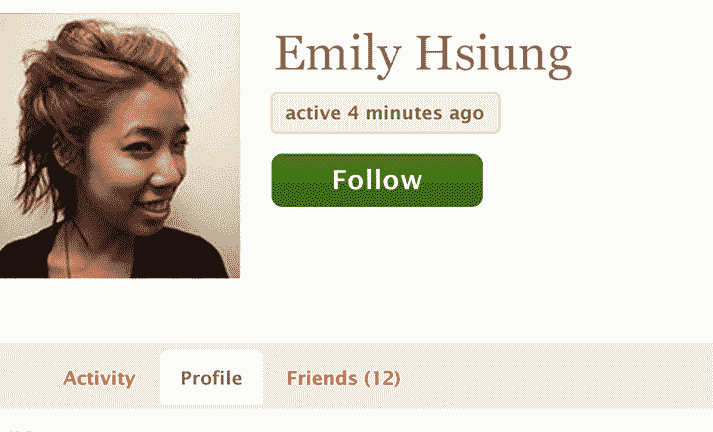 Emily Hsiung
active 4 minutes ago
Follow
Activity Profile Friends (12)